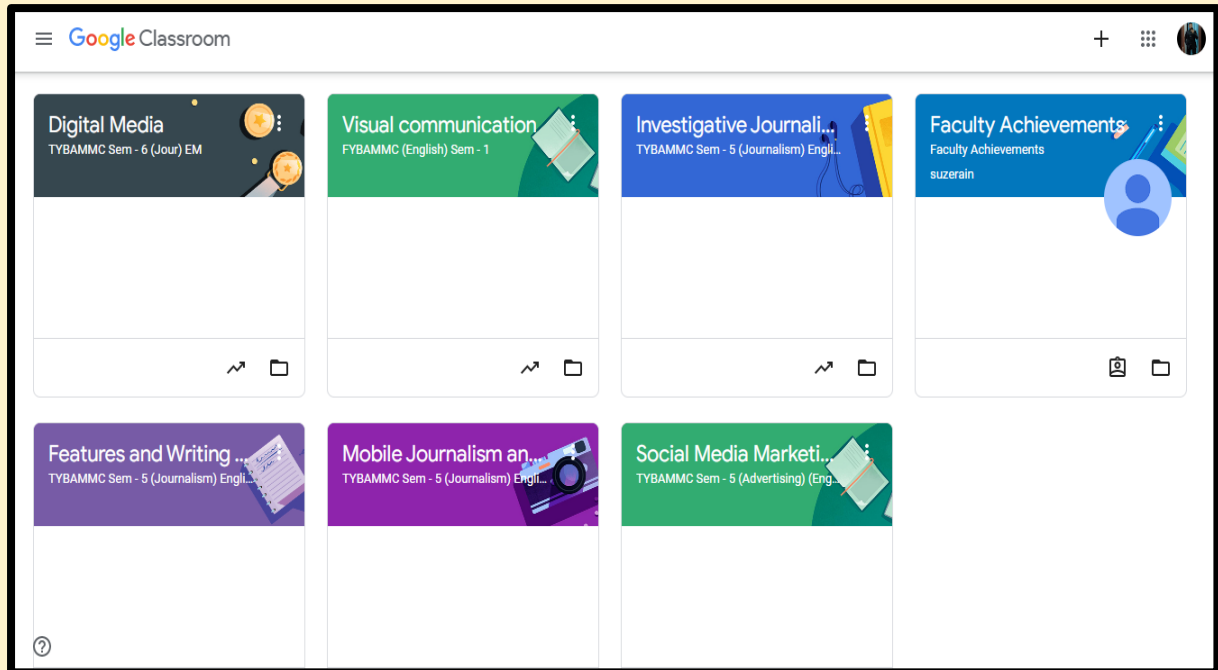 Google Classroom
Digital Media
TYBAMMC Sem - 6 (Jour) EM
Visual communication
FYBAMMC (English) Sem - 1
Investigative Journali...
TYBAMMC Sem - 5 (Journalism) Engli...
Faculty Achievements
Faculty Achievements
suzerain
Features and Writing ...
TYBAMMC Sem - 5 (Journalism) Engli...
Mobile Journalism an...
TYBAMMC Sem - 5 (Journalism) Engli...
Social Media Marketi...
TYBAMMC Sem - 5 (Advertising) (Eng...